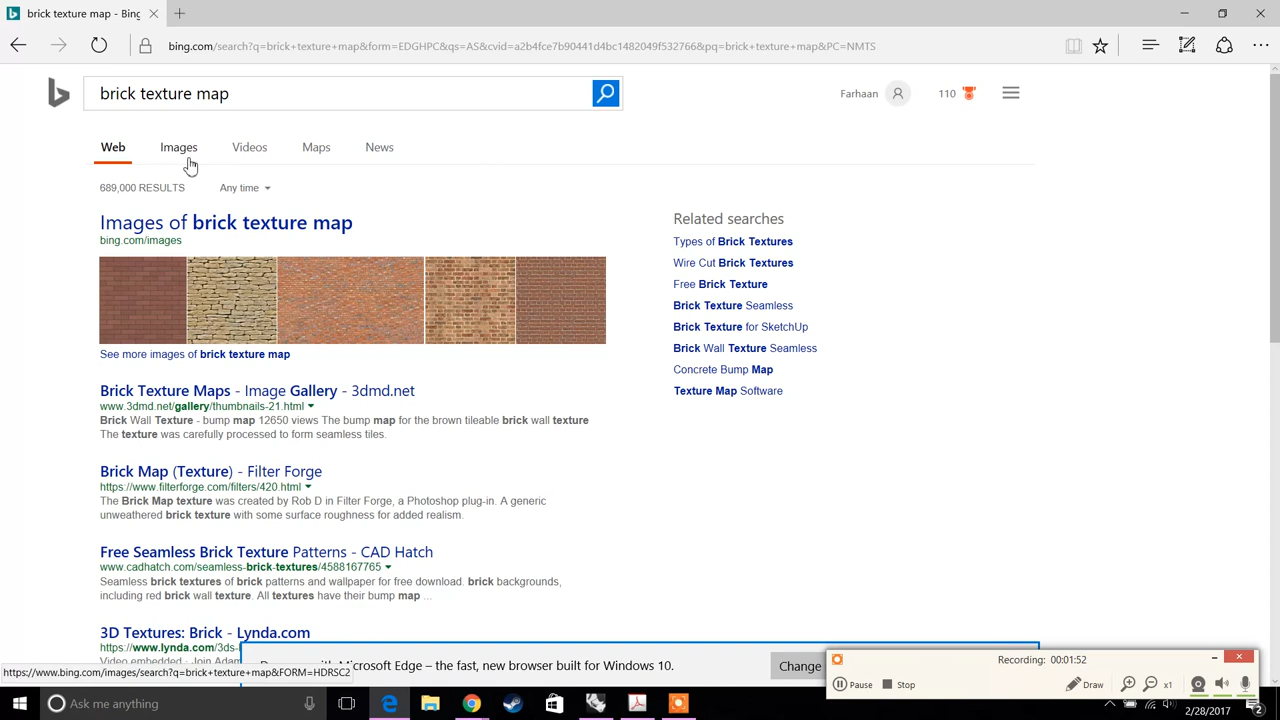 brick texture map - Bing
bing.com/search?q=brick+texture+map&form=EDGHPC&qs=AS&cvid=a2b4fce7b90441d4bc1482049f532766&pq=brick+texture+map&PC=NMTS
brick texture map
Farhaan
110
Web Images Videos Maps News
689,000 RESULTS Any time
Images of brick texture map
bing.com/images
See more images of brick texture map
Brick Texture Maps - Image Gallery - 3dmd.net
www.3dmd.net/gallery/thumbnails-21.html
Brick Wall Texture - bump map 12650 views The bump map for the brown tileable brick wall texture
The texture was carefully processed to form seamless tiles.
Brick Map (Texture) - Filter Forge
https://www.filterforge.com/filters/420.html
The Brick Map texture was created by Rob D in Filter Forge, a Photoshop plug-in. A generic
unweathered brick texture with some surface roughness for added realism.
Free Seamless Brick Texture Patterns - CAD Hatch
www.cadhatch.com/seamless-brick-textures/4588167765
Seamless brick textures of brick patterns and wallpaper for free download. brick backgrounds,
including red brick wall texture. All textures have their bump map ...
3D Textures: Brick - Lynda.com
https://www.lynda.com/3ds-
Video embedded · Join Adam
Related searches
Types of Brick Textures
Wire Cut Brick Textures
Free Brick Texture
Brick Texture Seamless
Brick Texture for SketchUp
Brick Wall Texture Seamless
Concrete Bump Map
Texture Map Software
with Microsoft Edge – the fast, new browser built for Windows 10.
Change
https://www.bing.com/images/search?q=brick+texture+map&FORM=HDRSC2
Recording: 00:01:52
Pause Stop Draw x1
Ask me anything
2/28/2017
2